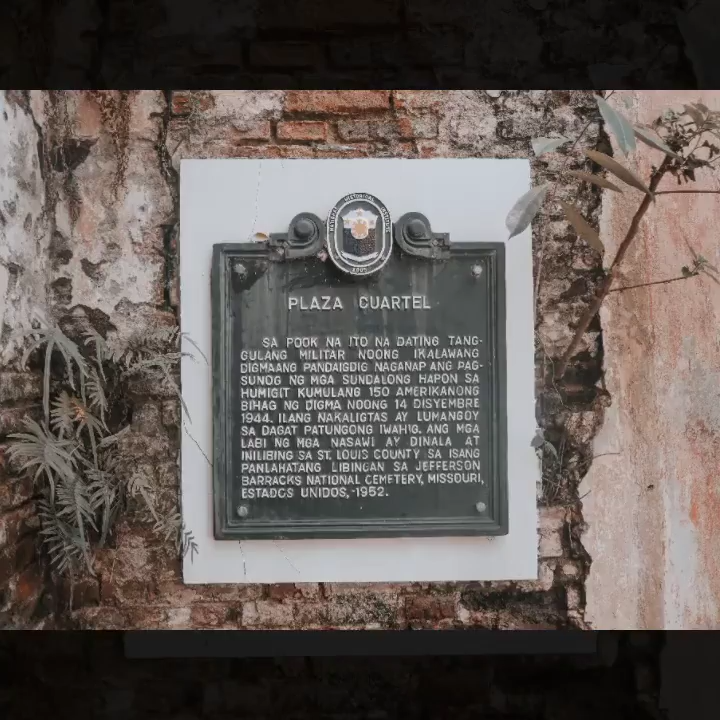 PLAZA CUARTEL
SA POOK NA ITO NA DATING TANG-
GULANG MILITAR NOONG IKALAWANG
DIGMAANG PANDAIGDIG NAGANAP ANG PAG-
SUNOG NG MGA SUNDALONG HAPON SA
HUMIGIT KUMULANG 150 AMERIKANONG
BIHAG NG DIGMA NOONG 14 DISYEMBRE
1944. ILANG NAKALIGTAS AY LUMANGOY
SA DAGAT PATUNGONG IWAHIG. ANG MGA
LABI NG MGA NASAWI AY DINALA AT
INILIBING SA ST. LOUIS COUNTY SA ISANG
PANLAHATANG LIBINGAN SA JEFFERSON
BARRACKS NATIONAL CEMETERY, MISSOURI,
ESTADOS UNIDOS, 1952.